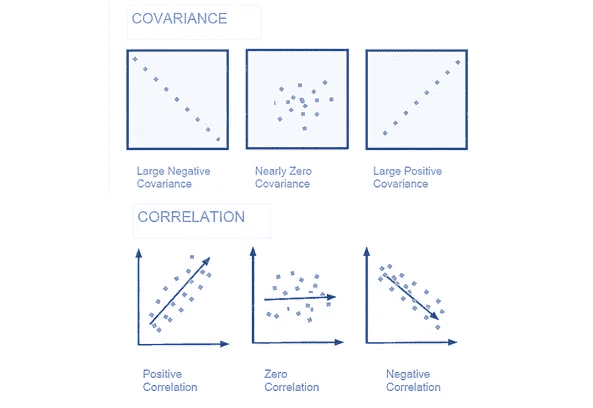 COVARIANCE
Large Negative
Covariance
Nearly Zero
Covariance
Large Positive
Covariance
CORRELATION
Positive
Correlation
Zero
Correlation
Negative
Correlation